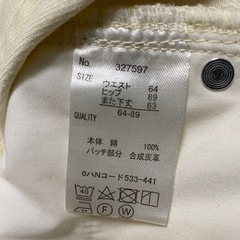 No. 327597
SIZE ウエスト 64
ヒップ 89
また下丈 63
64-89
QUALITY
本体 綿 100%
パッチ部分 合成皮革
0ハNコード533-441
40
F W